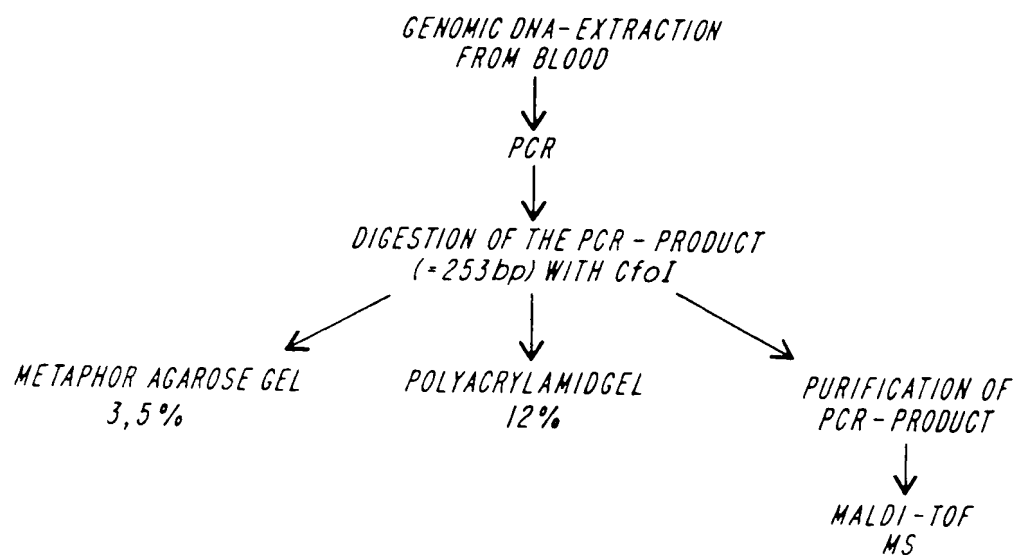 GENOMIC DNA-EXTRACTION
FROM BLOOD
PCR
DIGESTION OF THE PCR-PRODUCT
(=253bp) WITH CfoI
METAPHOR AGAROSE GEL
3,5%
POLYACRYLAMIDGEL
12%
PURIFICATION OF
PCR-PRODUCT
MALDI-TOF
MS